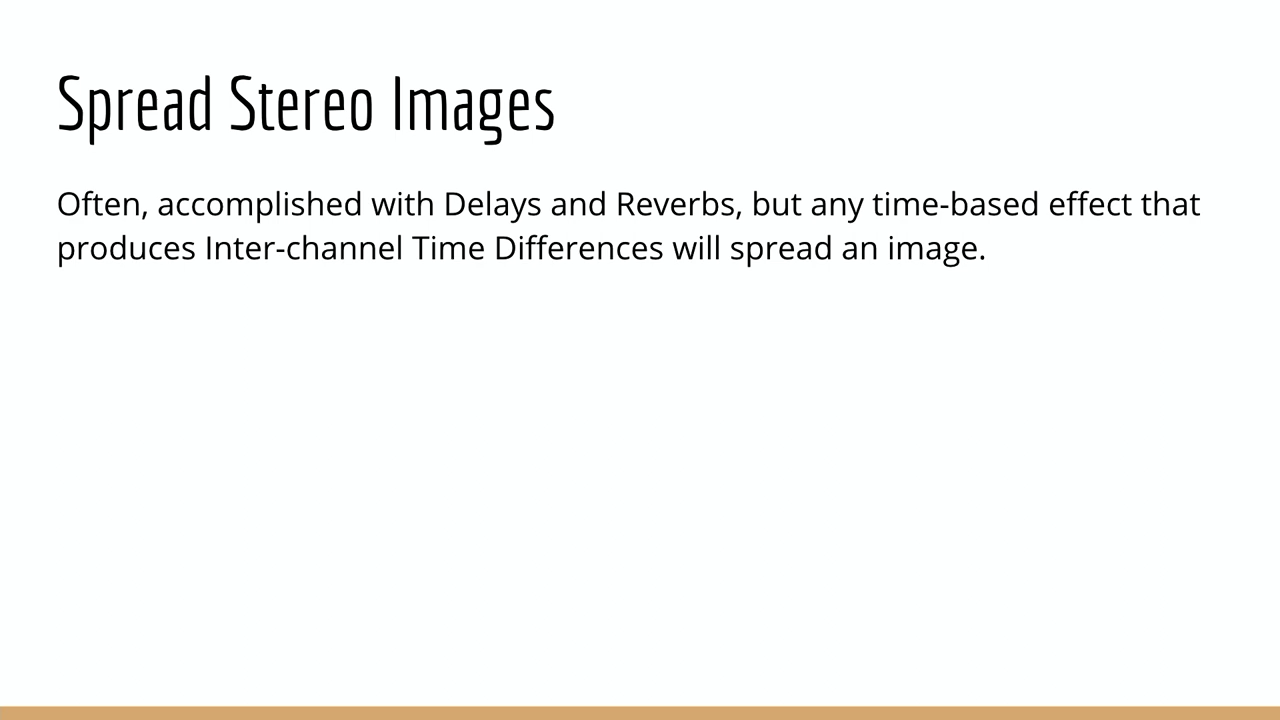 Spread Stereo Images
Often, accomplished with Delays and Reverbs, but any time-based effect that
produces Inter-channel Time Differences will spread an image.